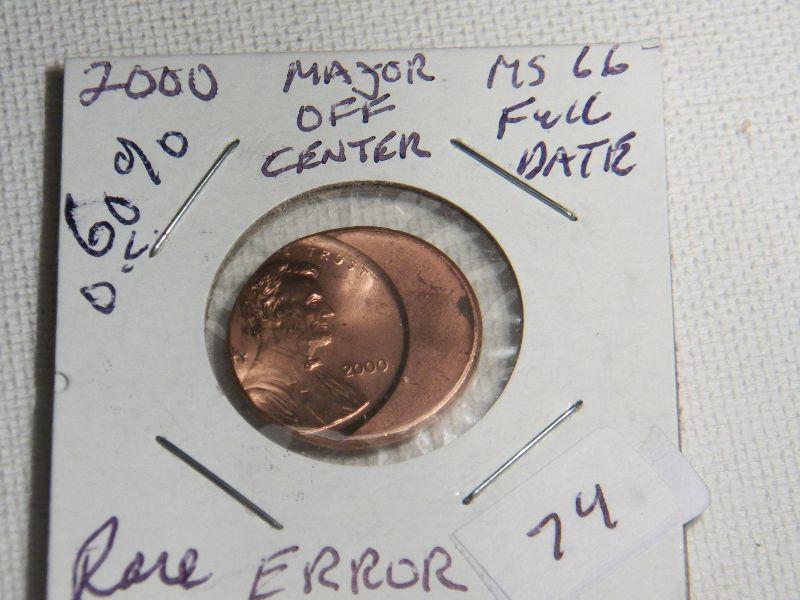 2000 MAJOR MS 66
OFF Full
CENTER DATE
60%
O.C.
TRUST
2000
74
Rare ERROR